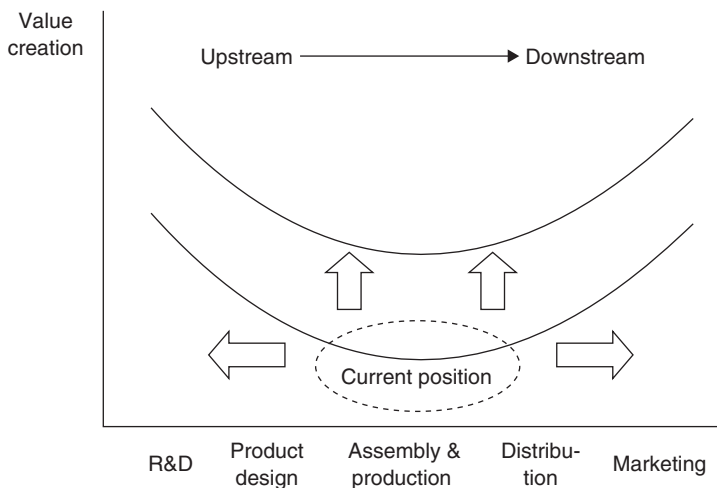 Value
creation
Upstream
Downstream
Current position
R&D
Product
design
Assembly &
production
Distribu-
tion
Marketing